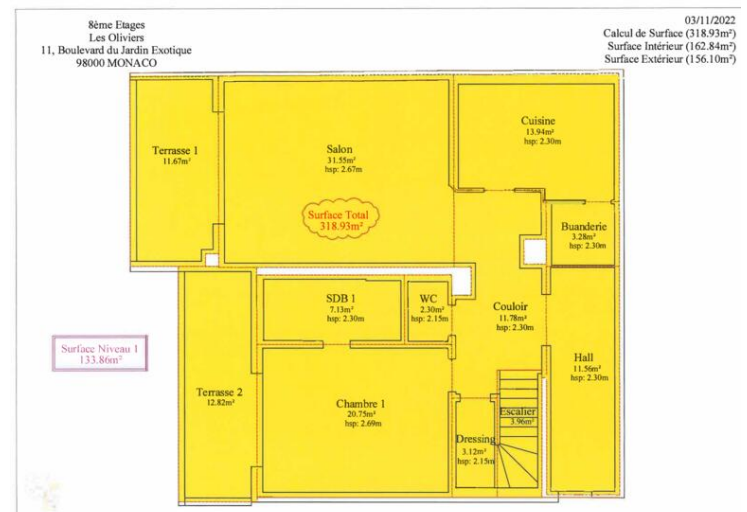 8ème Etages
Les Oliviers
11, Boulevard du Jardin Exotique
98000 MONACO
03/11/2022
Calcul de Surface (318.93m²)
Surface Intérieur (162.84m²)
Surface Extérieur (156.10m²)
Terrasse 1
11.67m²
Salon
31.55m²
hsp: 2.67m
Cuisine
13.94m²
hsp: 2.30m
Surface Total
318.93m²
Buanderie
3.28m²
hsp: 2.30m
SDB 1
7.13m²
hsp: 2.30m
WC
2.30m²
hsp: 2.15m
Couloir
11.78m²
hsp: 2.30m
Surface Niveau 1
133.86m²
Hall
11.56m²
hsp: 2.30m
Terrasse 2
12.82m²
Chambre 1
20.75m²
hsp: 2.69m
Escalier
3.96m²
Dressing
3.12m²
hsp: 2.15m